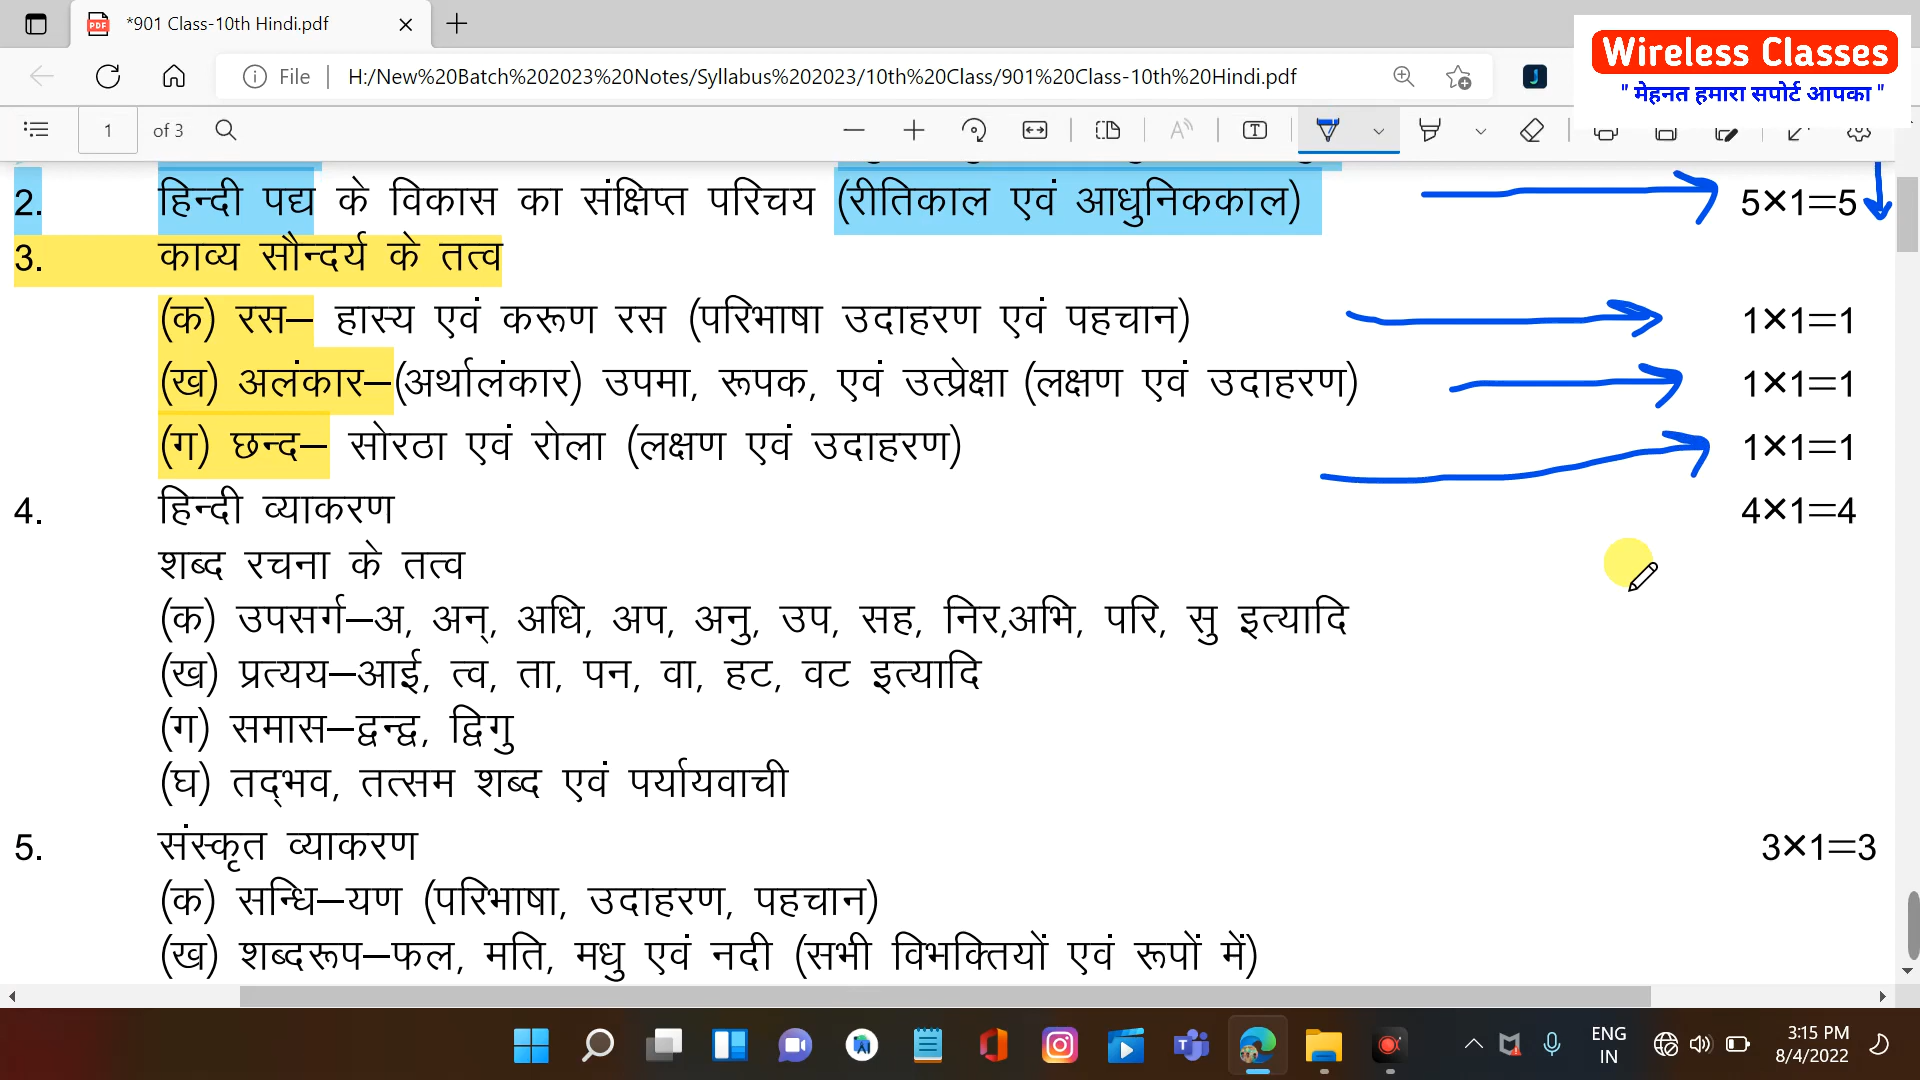 *901 Class-10th Hindi.pdf
Wireless Classes
" मेहनत हमारा सपोर्ट आपका "
File
H:/New%20Batch%202023%20Notes/Syllabus%202023/10th%20Class/901%20Class-10th%20Hindi.pdf
1 of 3
2. हिन्दी पद्य के विकास का संक्षिप्त परिचय (रीतिकाल एवं आधुनिककाल) 5×1=5
3. काव्य सौन्दर्य के तत्व
(क) रस– हास्य एवं करूण रस (परिभाषा उदाहरण एवं पहचान) 1×1=1
(ख) अलंकार–(अर्थालंकार) उपमा, रूपक, एवं उत्प्रेक्षा (लक्षण एवं उदाहरण) 1×1=1
(ग) छन्द– सोरठा एवं रोला (लक्षण एवं उदाहरण) 1×1=1
4. हिन्दी व्याकरण 4×1=4
शब्द रचना के तत्व
(क) उपसर्ग–अ, अन्, अधि, अप, अनु, उप, सह, निर,अभि, परि, सु इत्यादि
(ख) प्रत्यय–आई, त्व, ता, पन, वा, हट, वट इत्यादि
(ग) समास–द्वन्द्व, द्विगु
(घ) तद्भव, तत्सम शब्द एवं पर्यायवाची
5. संस्कृत व्याकरण 3×1=3
(क) सन्धि–यण (परिभाषा, उदाहरण, पहचान)
(ख) शब्दरूप–फल, मति, मधु एवं नदी (सभी विभक्तियों एवं रूपों में)
ENG
IN
3:15 PM
8/4/2022